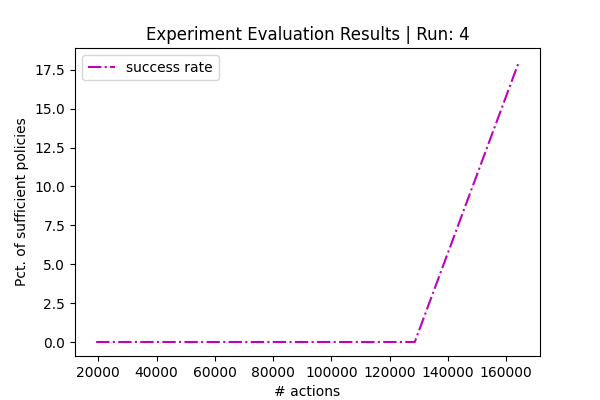 Experiment Evaluation Results | Run: 4
success rate
Pct. of sufficient policies
17.5
15.0
12.5
10.0
7.5
5.0
2.5
0.0
20000 40000 60000 80000 100000 120000 140000 160000
# actions